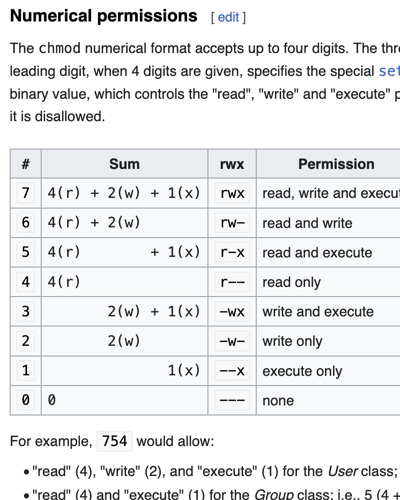 Numerical permissions [ edit ]
The chmod numerical format accepts up to four digits. The
leading digit, when 4 digits are given, specifies the special
binary value, which controls the "read", "write" and "execute"
it is disallowed.
# Sum rwx Permission
7 4(r) + 2(w) + 1(x) rwx read, write and
6 4(r) + 2(w) rw- read and write
5 4(r) + 1(x) r-x read and execute
4 4(r) r-- read only
3 2(w) + 1(x) -wx write and execute
2 2(w) -w- write only
1 1(x) --x execute only
0 0 --- none
For example, 754 would allow:
• "read" (4), "write" (2), and "execute" (1) for the User class;
• "read" (4) and "execute" (1) for the Group class; i.e., 5 (4 +